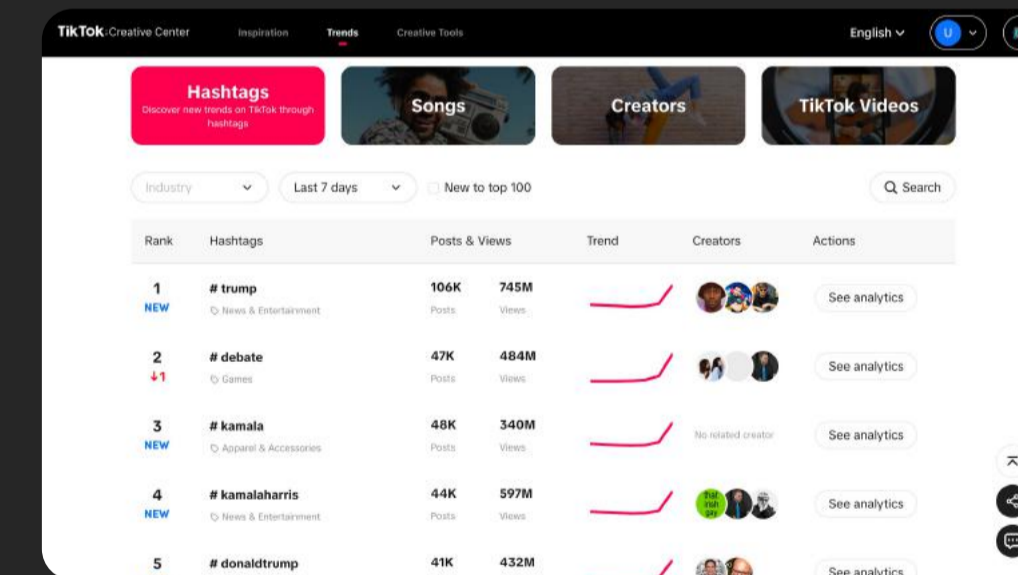 TikTok: Creative Center Inspiration Trends Creative Tools English U
Hashtags
Discover new trends on TikTok through
hashtags
Songs
Creators
TikTok Videos
Industry Last 7 days New to top 100 Search
Rank Hashtags Posts & Views Trend Creators Actions
1 # trump 106K 745M See analytics
NEW News & Entertainment Posts Views
2 # debate 47K 484M See analytics
↓1 Games Posts Views
3 # kamala 48K 340M No related creator See analytics
NEW Apparel & Accessories Posts Views
4 # kamalaharris 44K 597M that irish gay See analytics
NEW News & Entertainment Posts Views
5 # donaldtrump 41K 432M See analytics